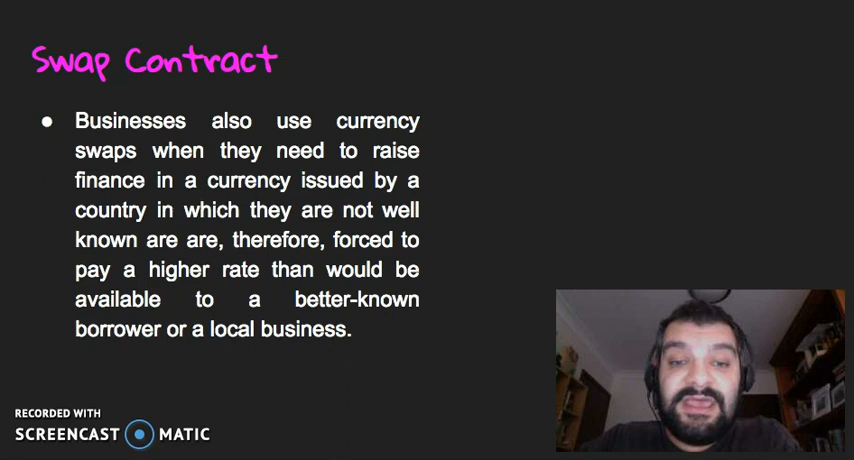 Swap Contract
● Businesses also use currency
swaps when they need to raise
finance in a currency issued by a
country in which they are not well
known are are, therefore, forced to
pay a higher rate than would be
available to a better-known
borrower or a local business.
RECORDED WITH
SCREENCAST MATIC